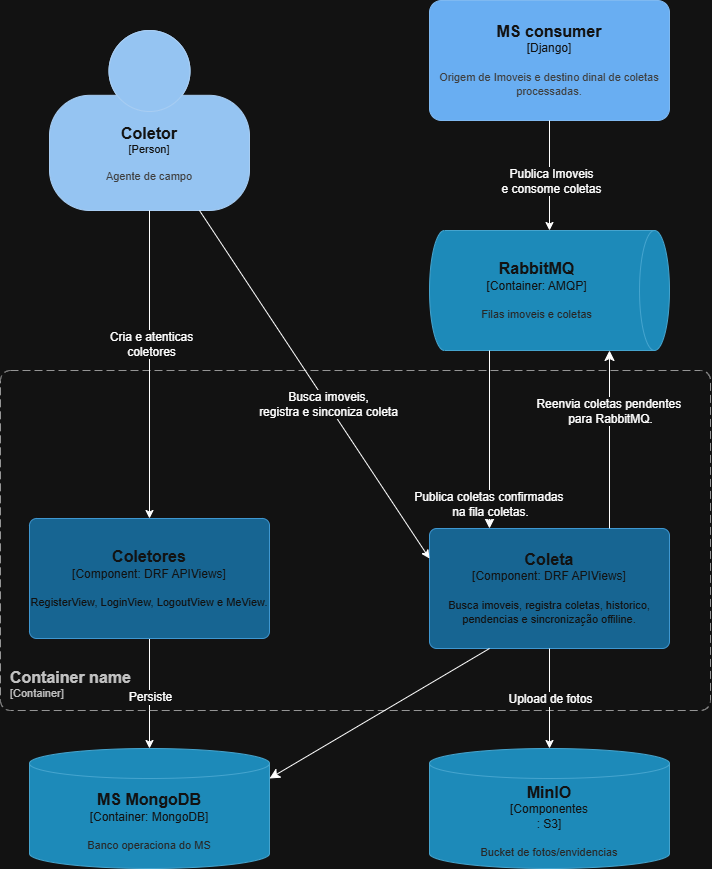 MS consumer
[Django]
Origem de Imoveis e destino dinal de coletas
processadas.
Coletor
[Person]
Agente de campo
Publica Imoveis
e consome coletas
RabbitMQ
[Container: AMQP]
Filas imoveis e coletas
Cria e atenticas
coletores
Busca imoveis,
registra e sinconiza coleta
Reenvia coletas pendentes
para RabbitMQ.
Publica coletas confirmadas
na fila coletas.
Coletores
[Component: DRF APIViews]
RegisterView, LoginView, LogoutView e MeView.
Coleta
[Component: DRF APIViews]
Busca imoveis, registra coletas, historico,
pendencias e sincronização offiline.
Container name
[Container]
Persiste
Upload de fotos
MS MongoDB
[Container: MongoDB]
Banco operaciona do MS
MinIO
[Componentes
: S3]
Bucket de fotos/envidencias